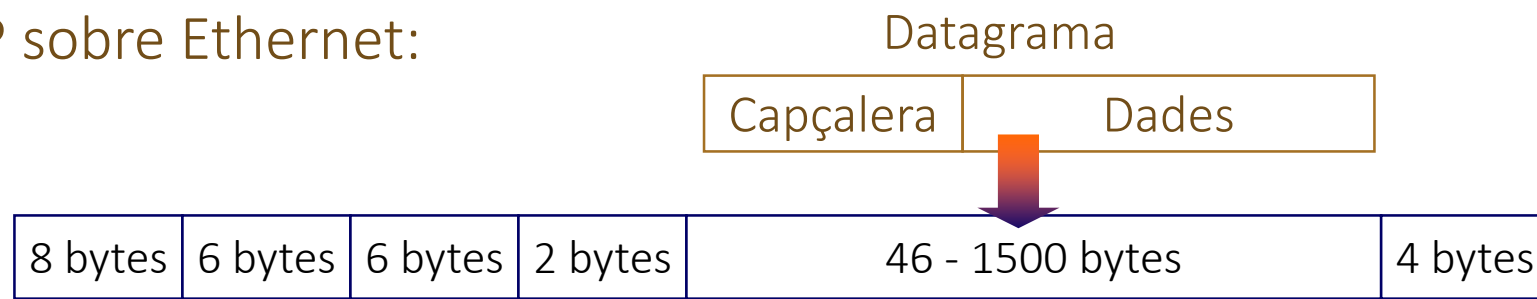 P sobre Ethernet:
Datagrama
Capçalera Dades
8 bytes 6 bytes 6 bytes 2 bytes 46 - 1500 bytes 4 bytes